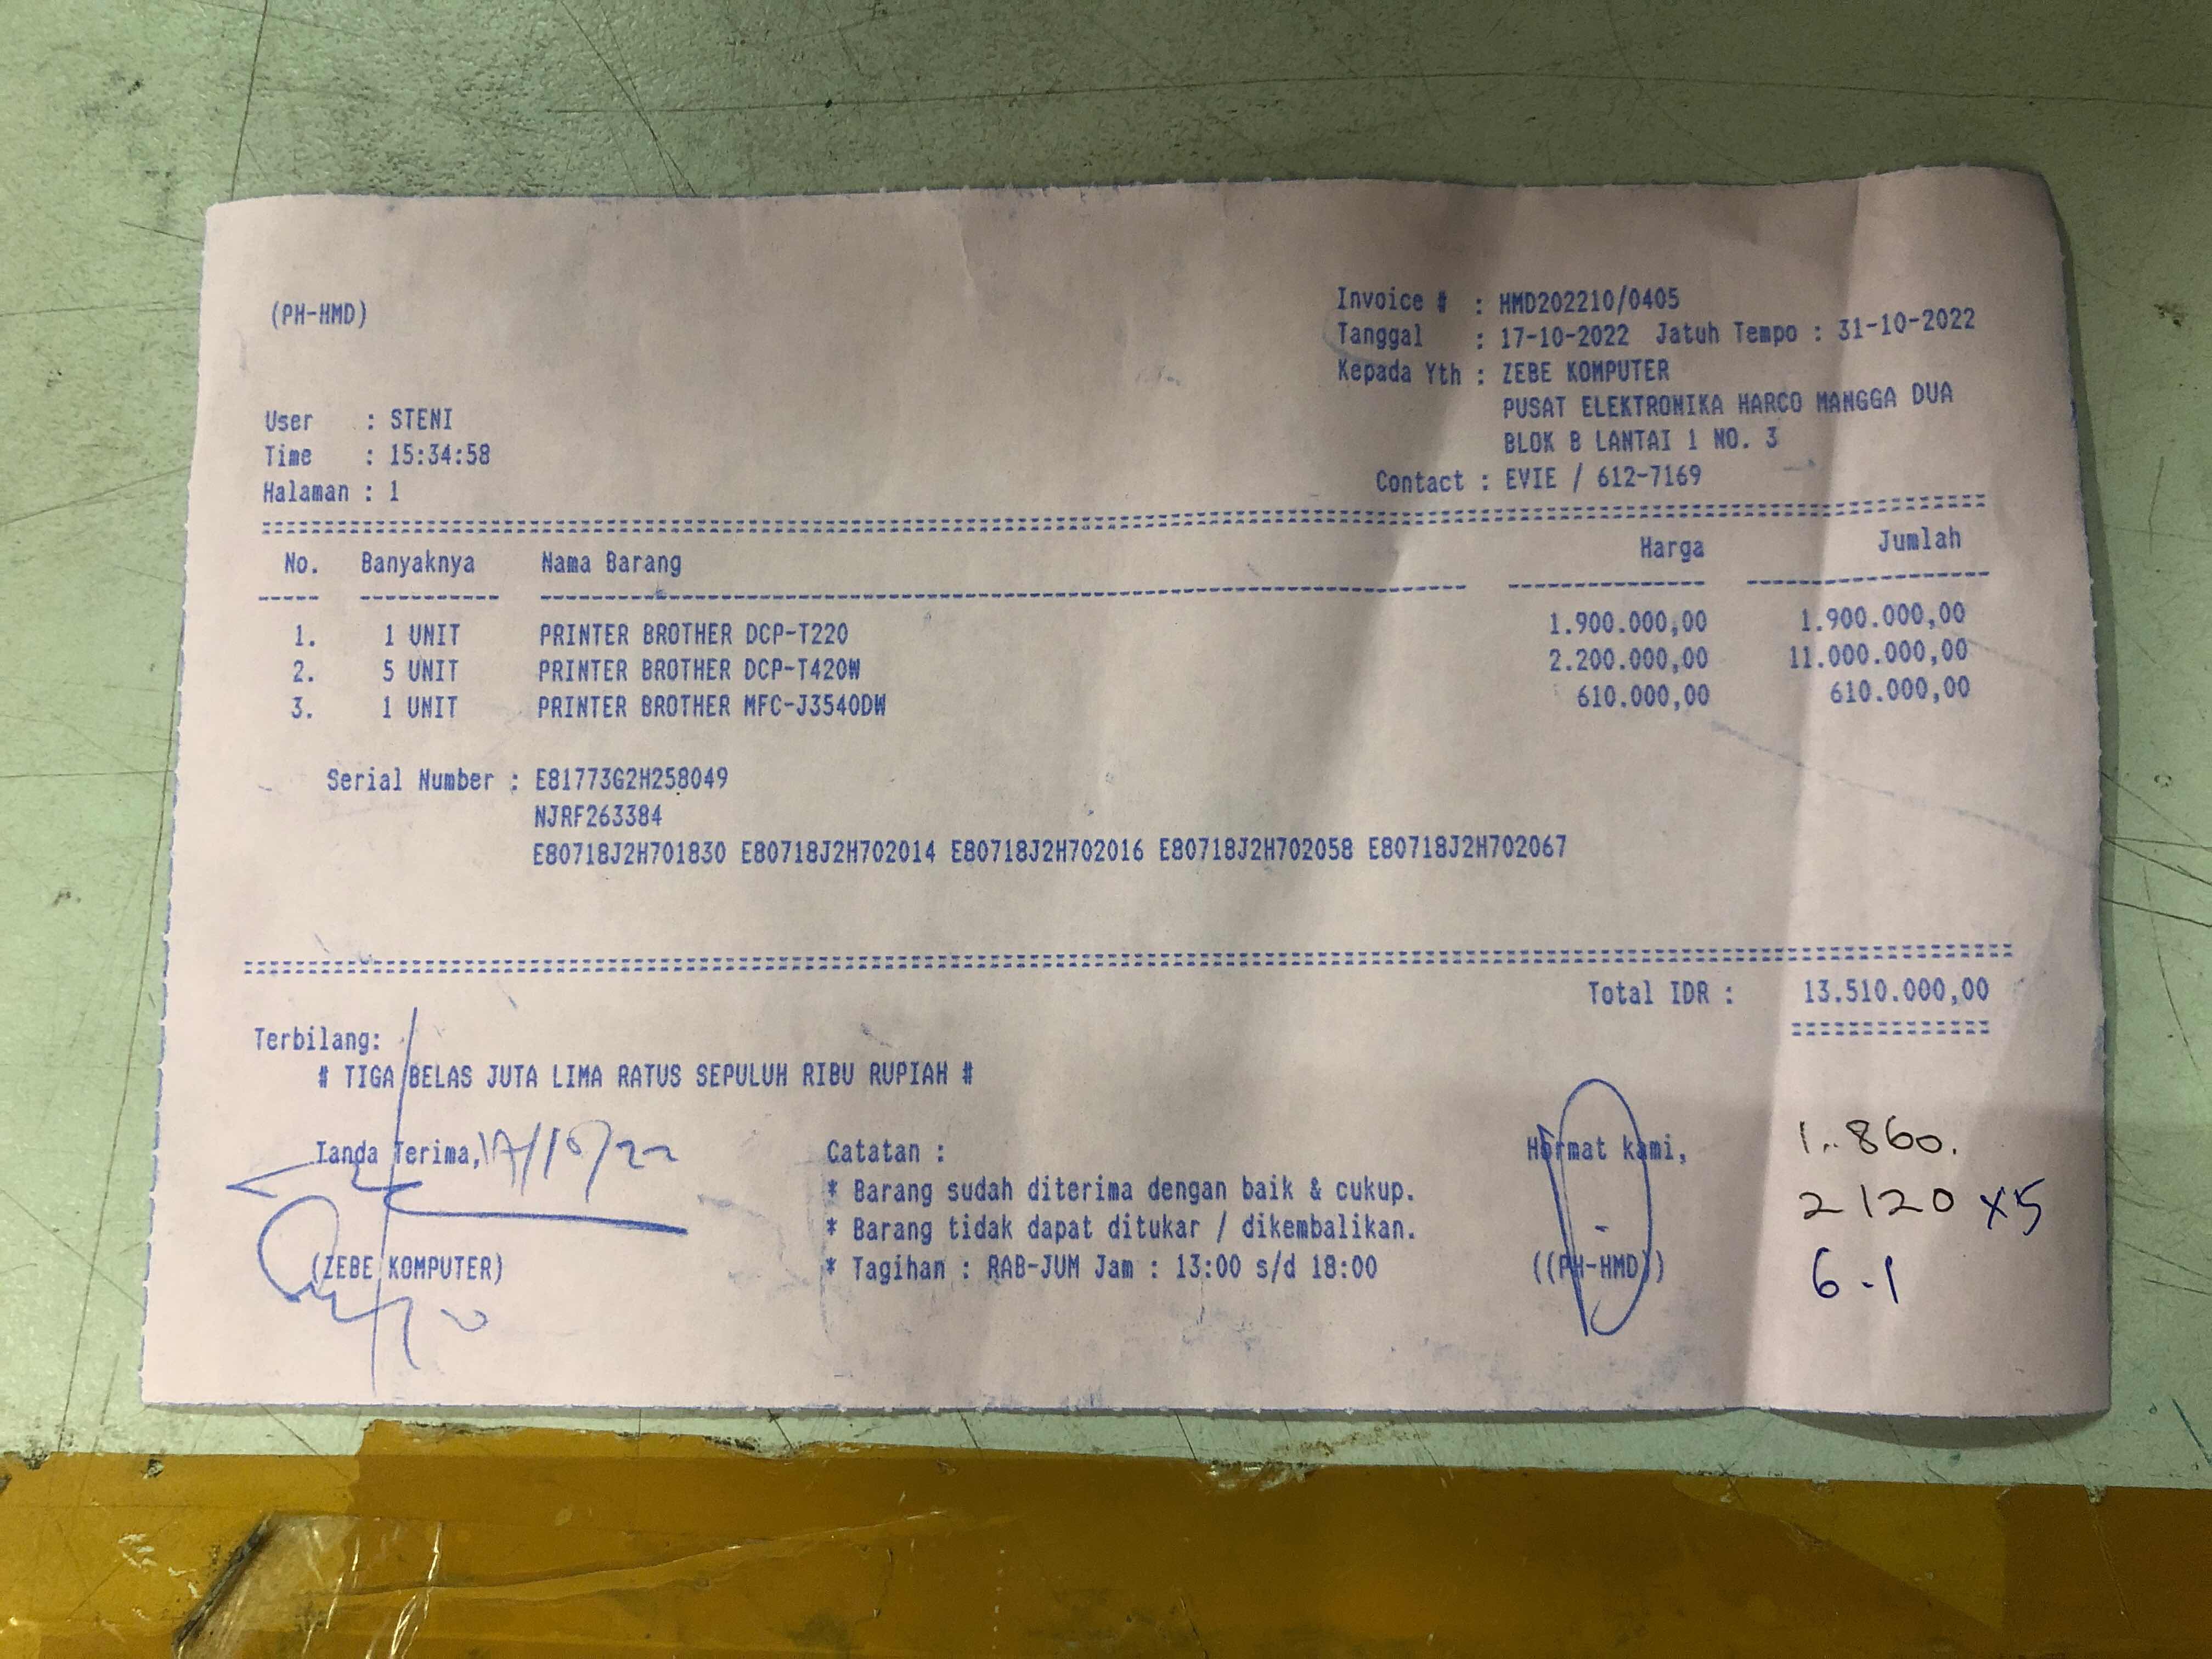 (PH-HMD)
Invoice # : HMD202210/0405
Tanggal : 17-10-2022 Jatuh Tempo : 31-10-2022
Kepada Yth : ZEBE KOMPUTER
PUSAT ELEKTRONIKA HARCO MANGGA DUA
BLOK B LANTAI 1 NO. 3
Contact : EVIE / 612-7169
User : STENI
Time : 15:34:58
Halaman : 1
No. Banyaknya Nama Barang Harga Jumlah
1. 1 UNIT PRINTER BROTHER DCP-T220 1.900.000,00 1.900.000,00
2. 5 UNIT PRINTER BROTHER DCP-T420W 2.200.000,00 11.000.000,00
3. 1 UNIT PRINTER BROTHER MFC-J3540DW 610.000,00 610.000,00
Serial Number : E81773G2H258049
NJRF263384
E80718J2H701830 E80718J2H702014 E80718J2H702016 E80718J2H702058 E80718J2H702067
Total IDR : 13.510.000,00
Terbilang:
# TIGA BELAS JUTA LIMA RATUS SEPULUH RIBU RUPIAH #
Tanda Terima, 17/10/22
(ZEBE KOMPUTER)
Catatan :
* Barang sudah diterima dengan baik & cukup.
* Barang tidak dapat ditukar / dikembalikan.
* Tagihan : RAB-JUM Jam : 13:00 s/d 18:00
Hormat kami,
((PH-HMD))
1..860.
2120 x5
6.1